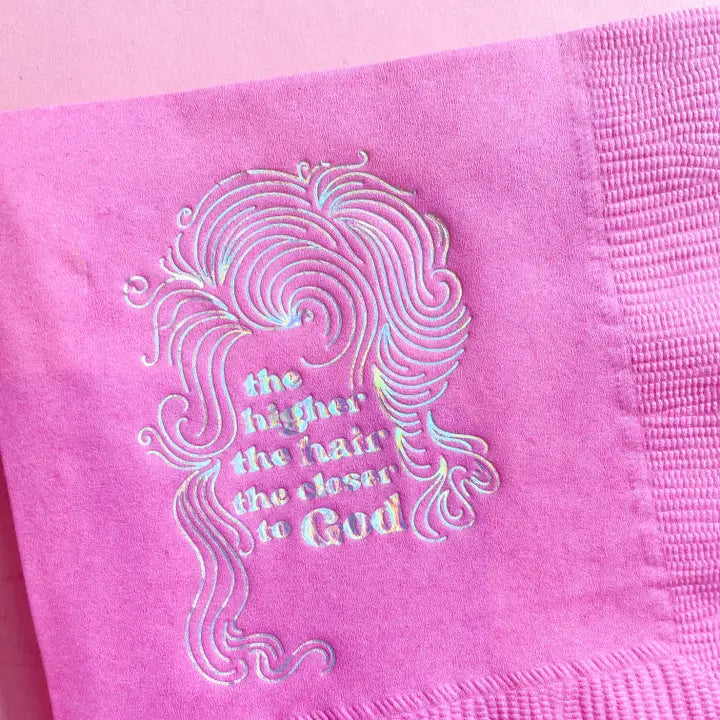 the
higher
the hair
the closer
to God